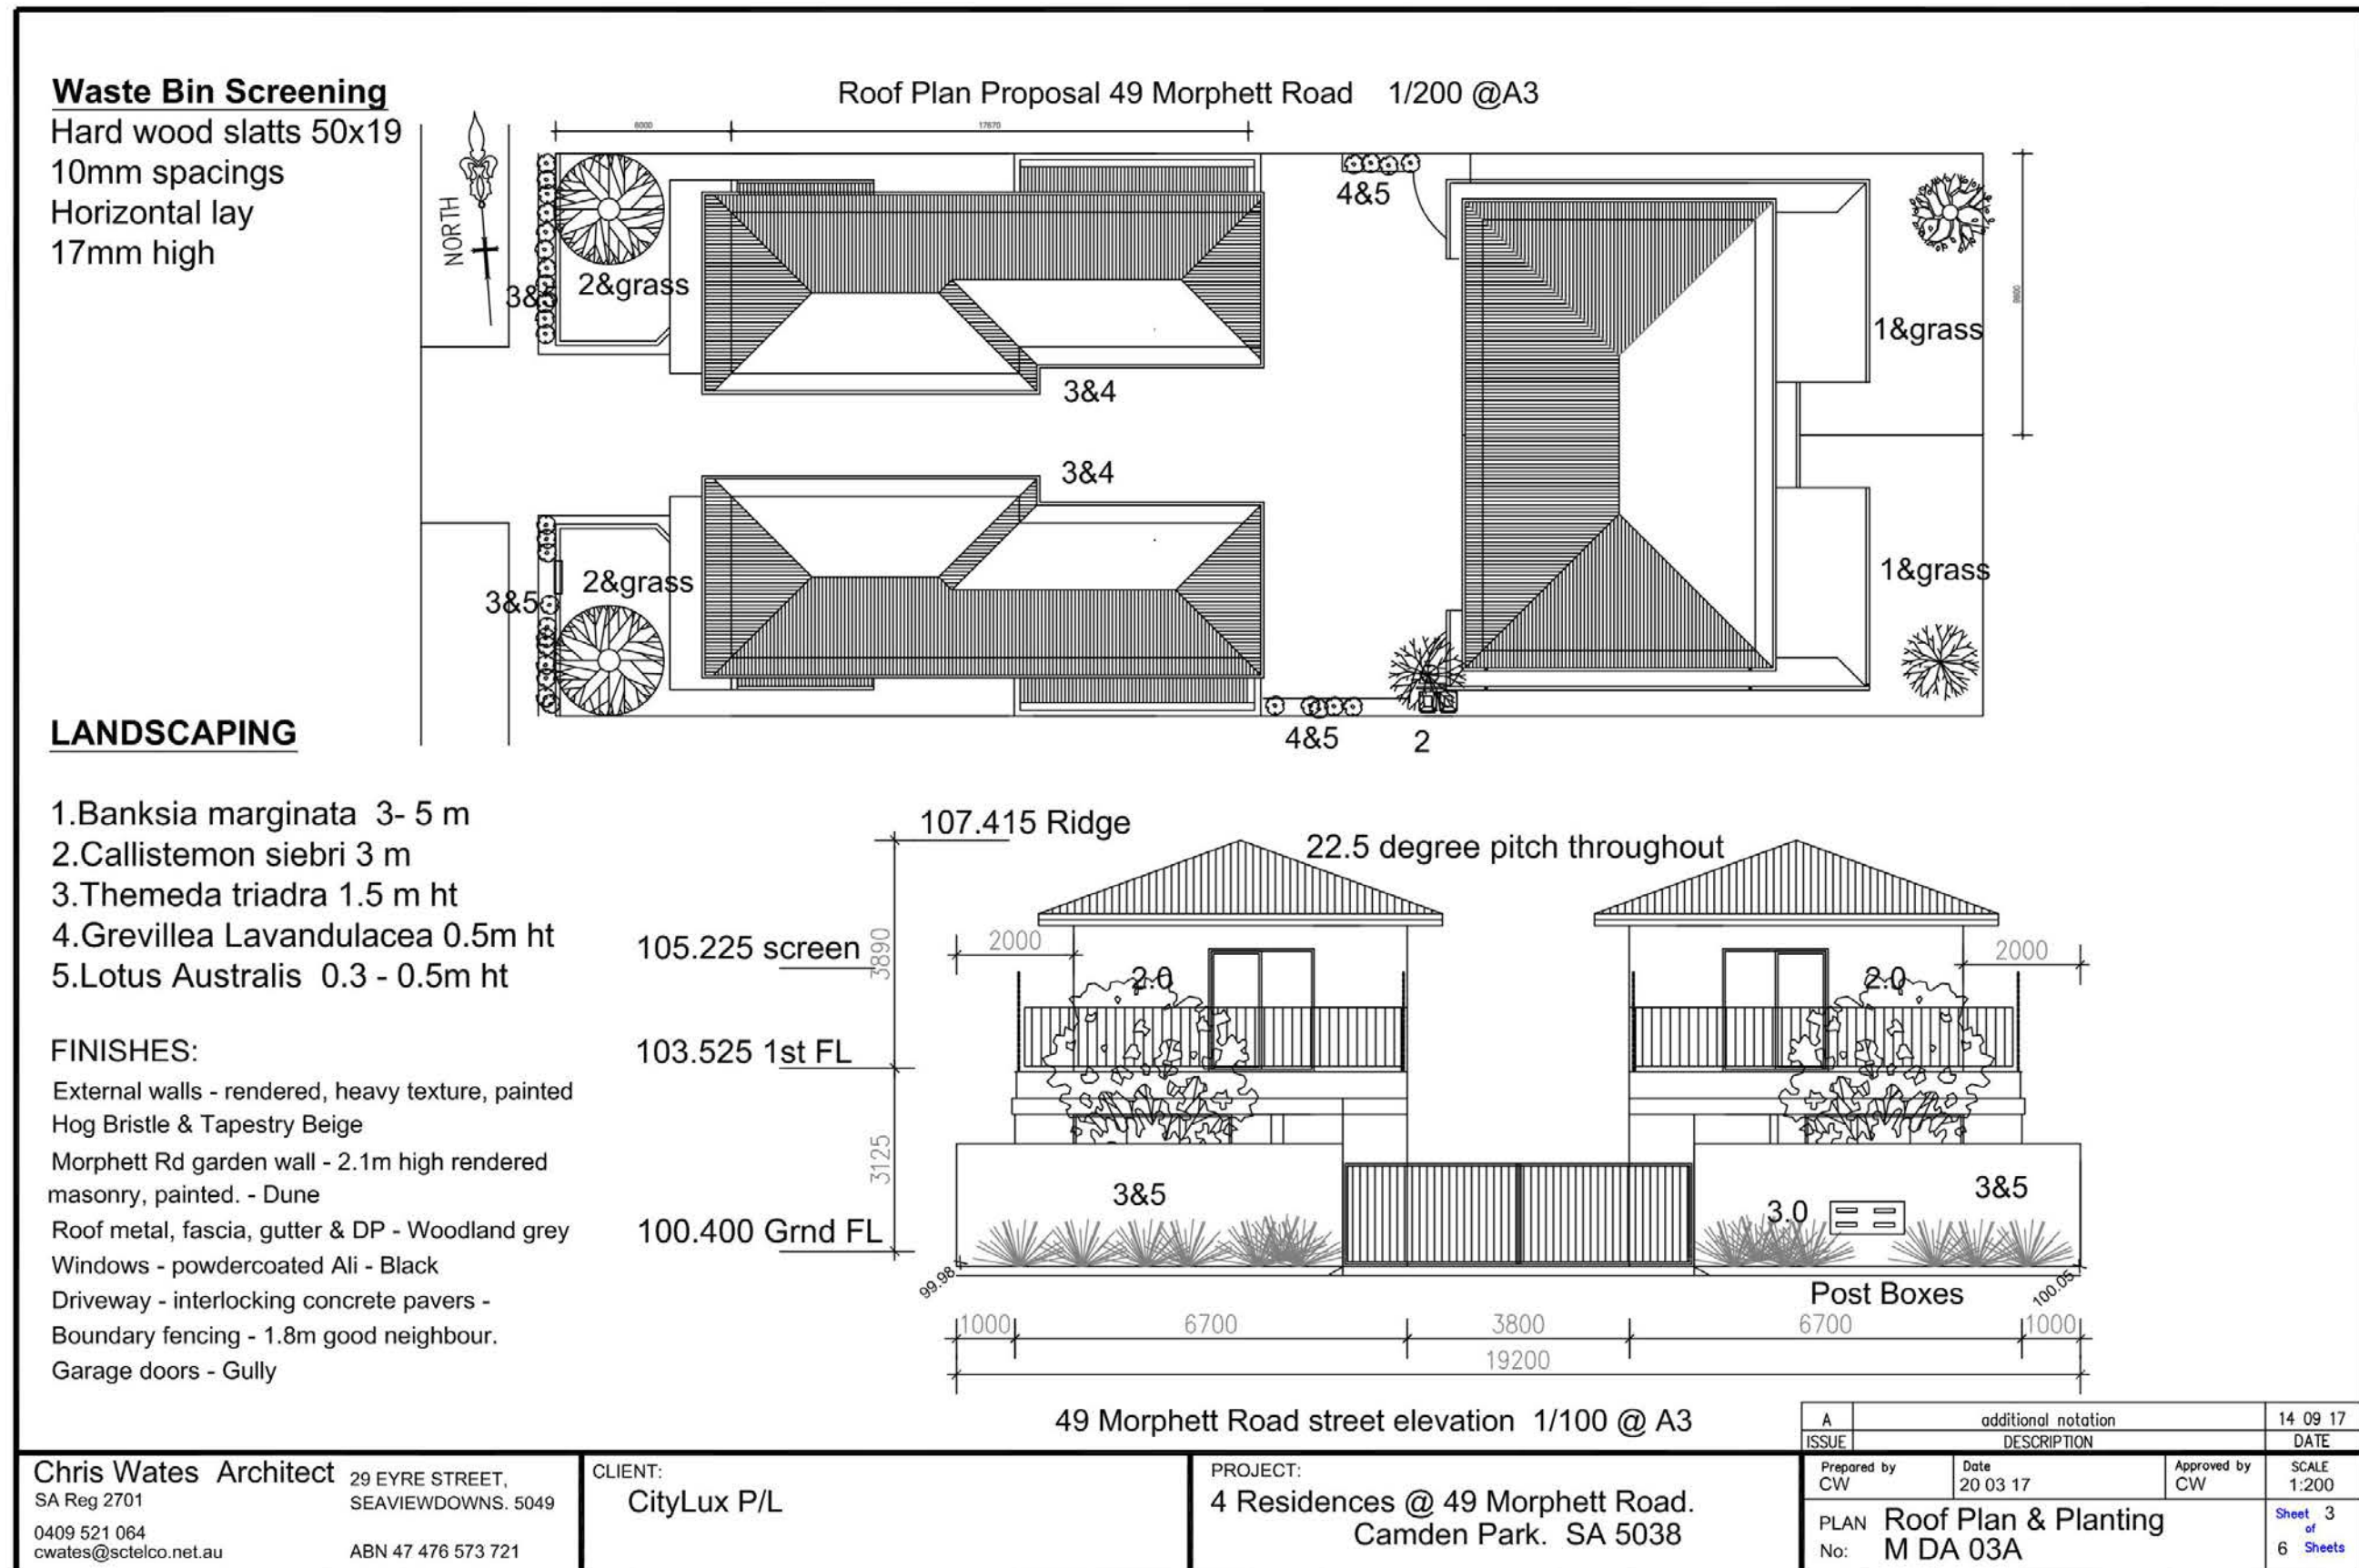 Waste Bin Screening
Hard wood slatts 50x19
10mm spacings
Horizontal lay
17mm high
Roof Plan Proposal 49 Morphett Road 1/200 @A3
6000
17670
NORTH
3&5
2&grass
4&5
1&grass
3&4
9600
3&4
3&5
2&grass
1&grass
4&5
2
LANDSCAPING
1.Banksia marginata 3- 5 m
2.Callistemon siebri 3 m
3.Themeda triadra 1.5 m ht
4.Grevillea Lavandulacea 0.5m ht
5.Lotus Australis 0.3 - 0.5m ht
FINISHES:
External walls - rendered, heavy texture, painted
Hog Bristle & Tapestry Beige
Morphett Rd garden wall - 2.1m high rendered
masonry, painted. - Dune
Roof metal, fascia, gutter & DP - Woodland grey
Windows - powdercoated Ali - Black
Driveway - interlocking concrete pavers -
Boundary fencing - 1.8m good neighbour.
Garage doors - Gully
107.415 Ridge
22.5 degree pitch throughout
105.225 screen
3890
2000
2000
2.0
2.0
103.525 1st FL
3125
100.400 Grnd FL
3&5
3.0
3&5
99.98
Post Boxes
100.05
1000
6700
3800
6700
1000
19200
49 Morphett Road street elevation 1/100 @ A3
A additional notation 14 09 17
ISSUE DESCRIPTION DATE
Chris Wates Architect
SA Reg 2701
0409 521 064
cwates@sctelco.net.au
29 EYRE STREET,
SEAVIEWDOWNS. 5049
ABN 47 476 573 721
CLIENT:
CityLux P/L
PROJECT:
4 Residences @ 49 Morphett Road.
Camden Park. SA 5038
Prepared by
CW
Date
20 03 17
Approved by
CW
SCALE
1:200
PLAN Roof Plan & Planting
No: M DA 03A
Sheet 3
of
6 Sheets